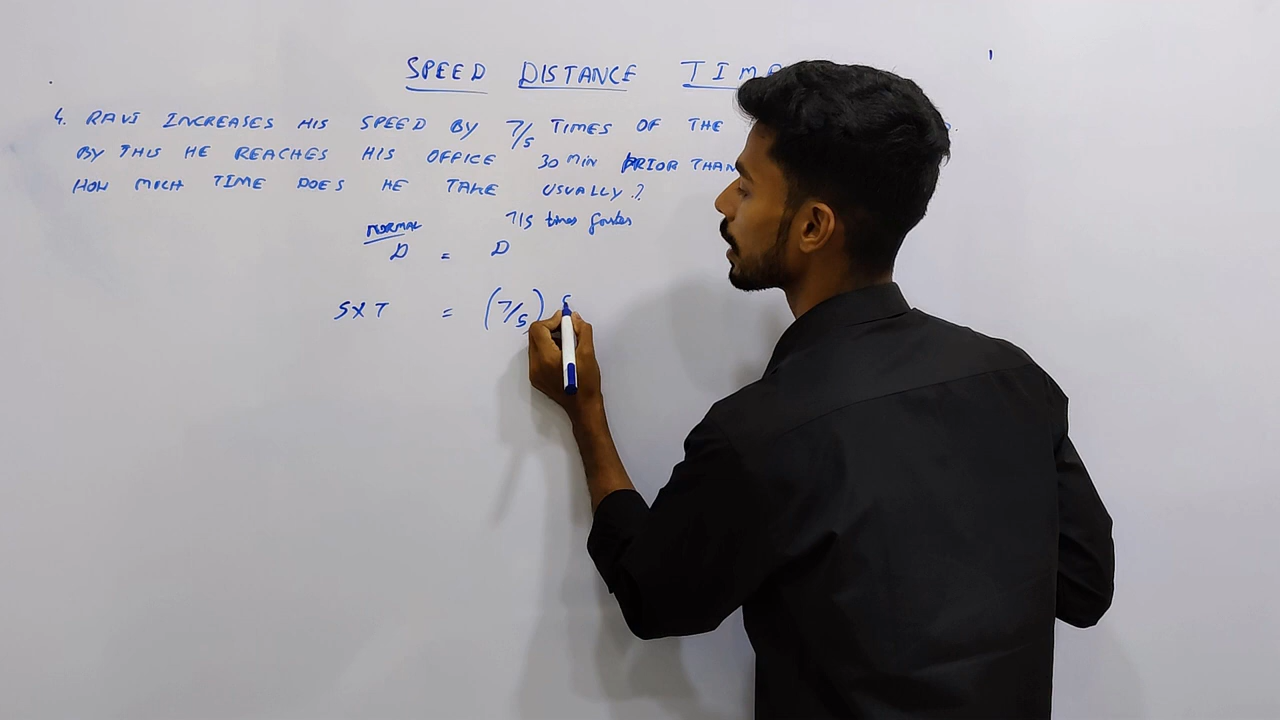 SPEED DISTANCE TIM
4. RAVI INCREASES HIS SPEED BY 7/5 TIMES OF THE
BY THIS HE REACHES HIS OFFICE 30 MIN PRIOR THAN
HOW MUCH TIME DOES HE TAKE USUALLY?
NORMAL 7/5 times faster
D = D
S X T = (7/5) S